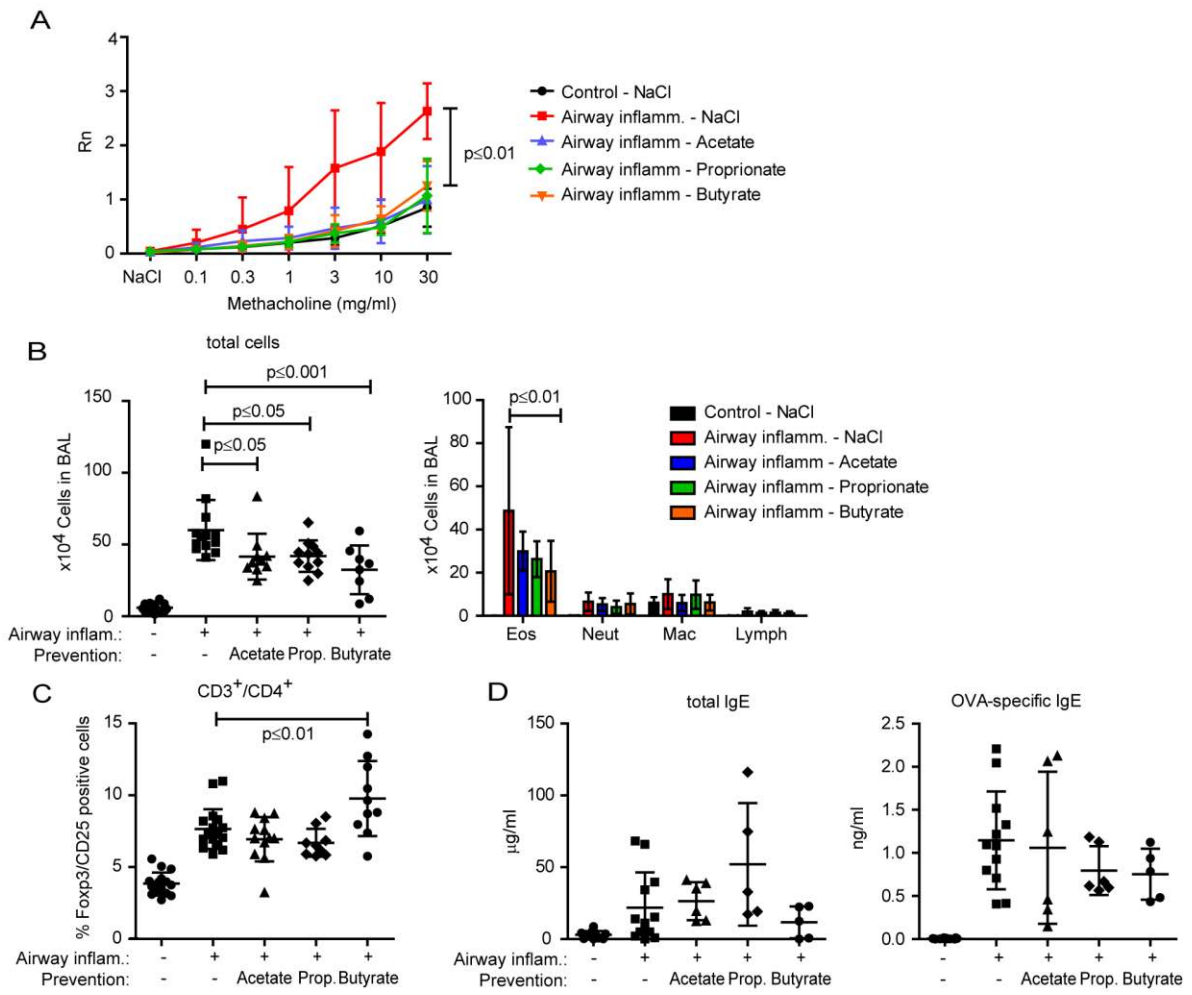 A
4
3
2
1
0
Rn
NaCl 0.1 0.3 1 3 10 30
Methacholine (mg/ml)
p≤0.01
Control - NaCl
Airway inflamm. - NaCl
Airway inflamm - Acetate
Airway inflamm - Proprionate
Airway inflamm - Butyrate
B
total cells
p≤0.001
p≤0.05
p≤0.05
150
100
50
0
x10⁴ Cells in BAL
Airway inflam.: - + + + +
Prevention: - - Acetate Prop. Butyrate
p≤0.01
100
80
60
40
20
0
x10⁴ Cells in BAL
Eos Neut Mac Lymph
Control - NaCl
Airway inflamm. - NaCl
Airway inflamm - Acetate
Airway inflamm - Proprionate
Airway inflamm - Butyrate
C
CD3⁺/CD4⁺
p≤0.01
15
10
5
0
% Foxp3/CD25 positive cells
Airway inflam.: - + + + +
Prevention: - - Acetate Prop. Butyrate
D
total IgE
150
100
50
0
µg/ml
Airway inflam.: - + + + +
Prevention: - - Acetate Prop. Butyrate
OVA-specific IgE
2.5
2.0
1.5
1.0
0.5
0.0
ng/ml
- + + + +
- - Acetate Prop. Butyrate